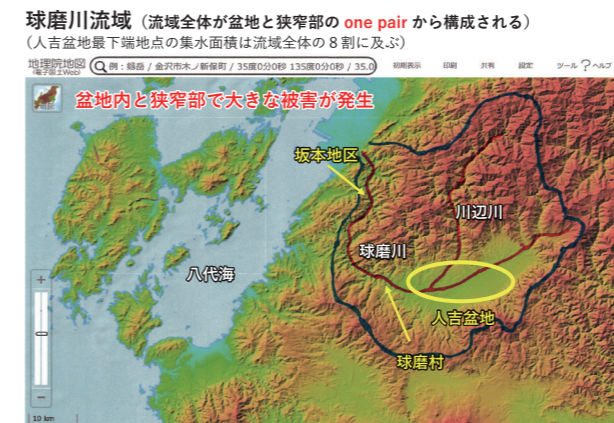 球磨川流域（流域全体が盆地と狭窄部の one pair から構成される）
（人吉盆地最下端地点の集水面積は流域全体の８割に及ぶ）
地理院地図
(電子国土Web)
例：剱岳 / 金沢市木ノ新保町 / 35度0分0秒 135度0分0秒 / 35.0
初期表示 印刷 共有 設定 ツール ? ヘルプ
盆地内と狭窄部で大きな被害が発生
坂本地区
川辺川
球磨川
八代海
人吉盆地
球磨村
+
−
10 km